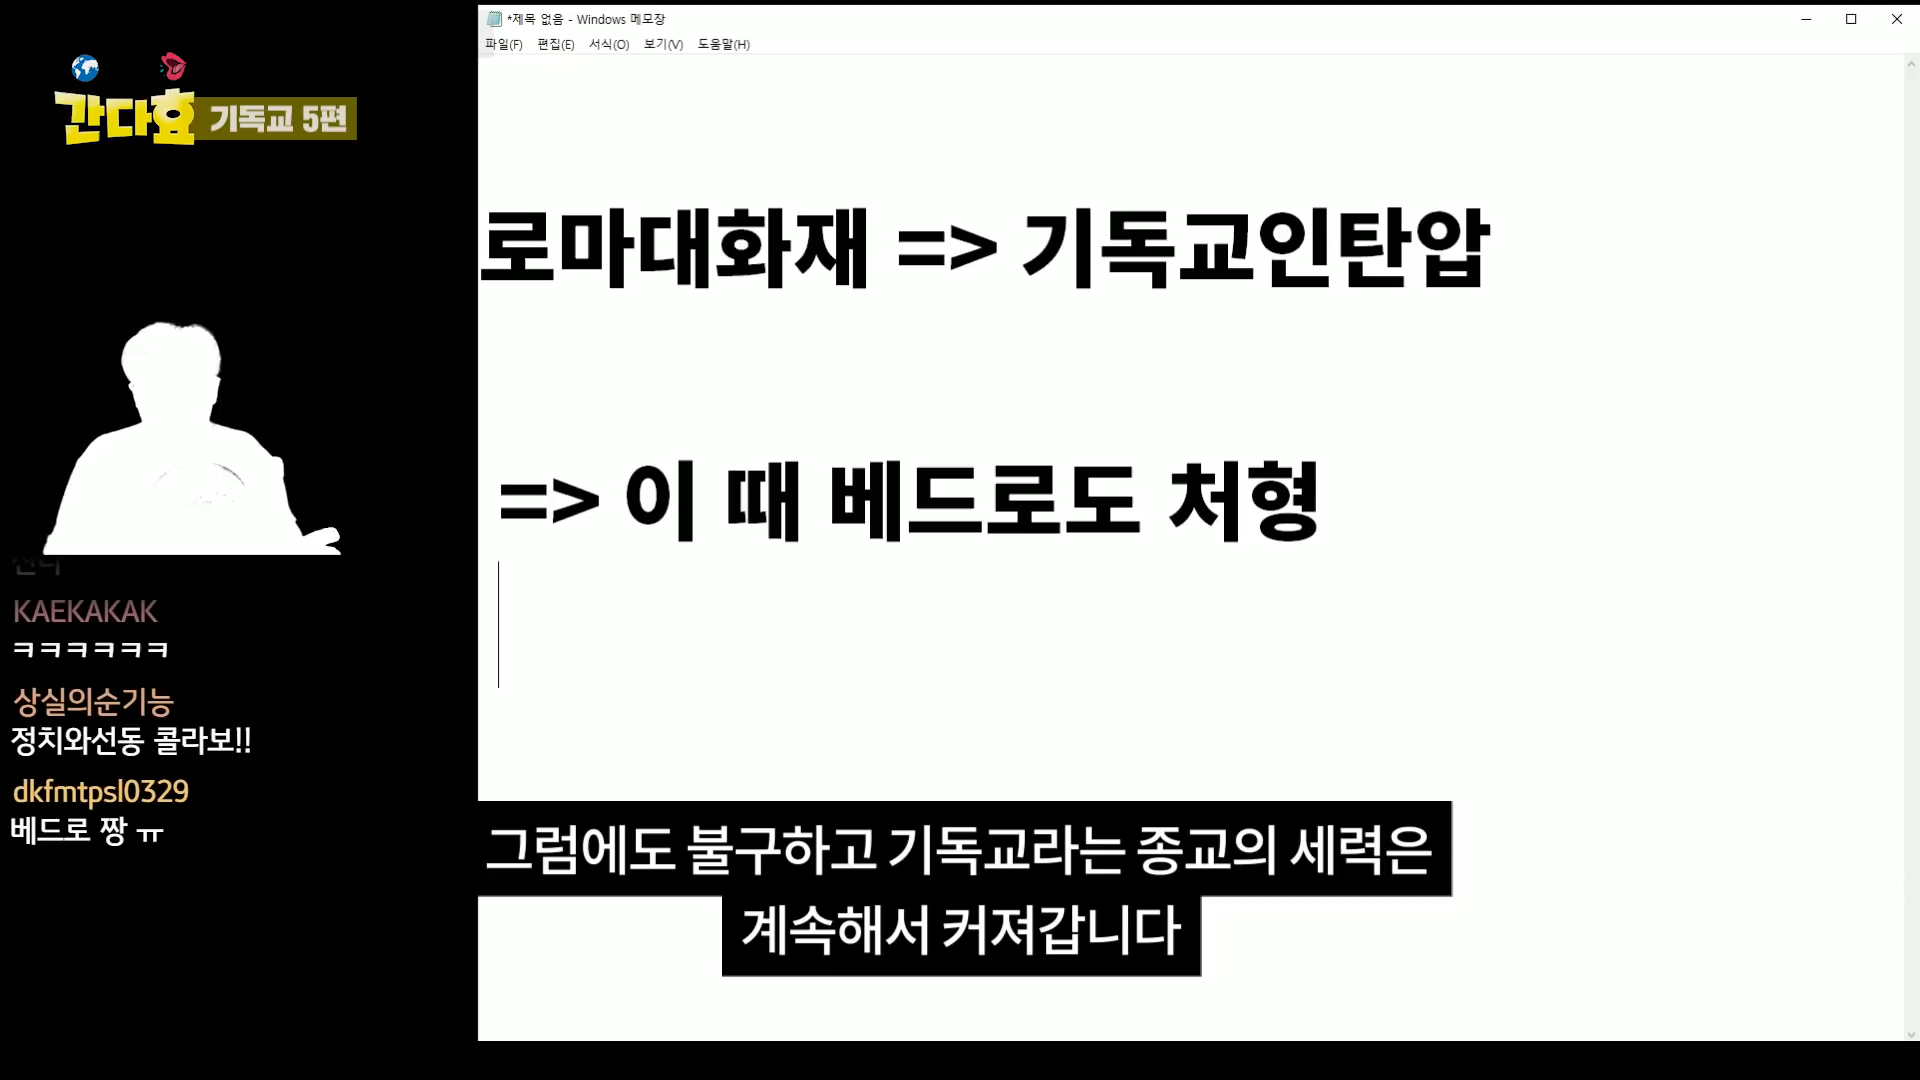 *제목 없음 - Windows 메모장
파일(F) 편집(E) 서식(O) 보기(V) 도움말(H)
간다효 기독교 5편
로마대화재 => 기독교인탄압
=> 이 때 베드로도 처형
KAEKAKAK
ㅋㅋㅋㅋㅋㅋ
상실의순기능
정치와선동 콜라보!!
dkfmtpsl0329
베드로 짱 ㅠ
그럼에도 불구하고 기독교라는 종교의 세력은
계속해서 커져갑니다